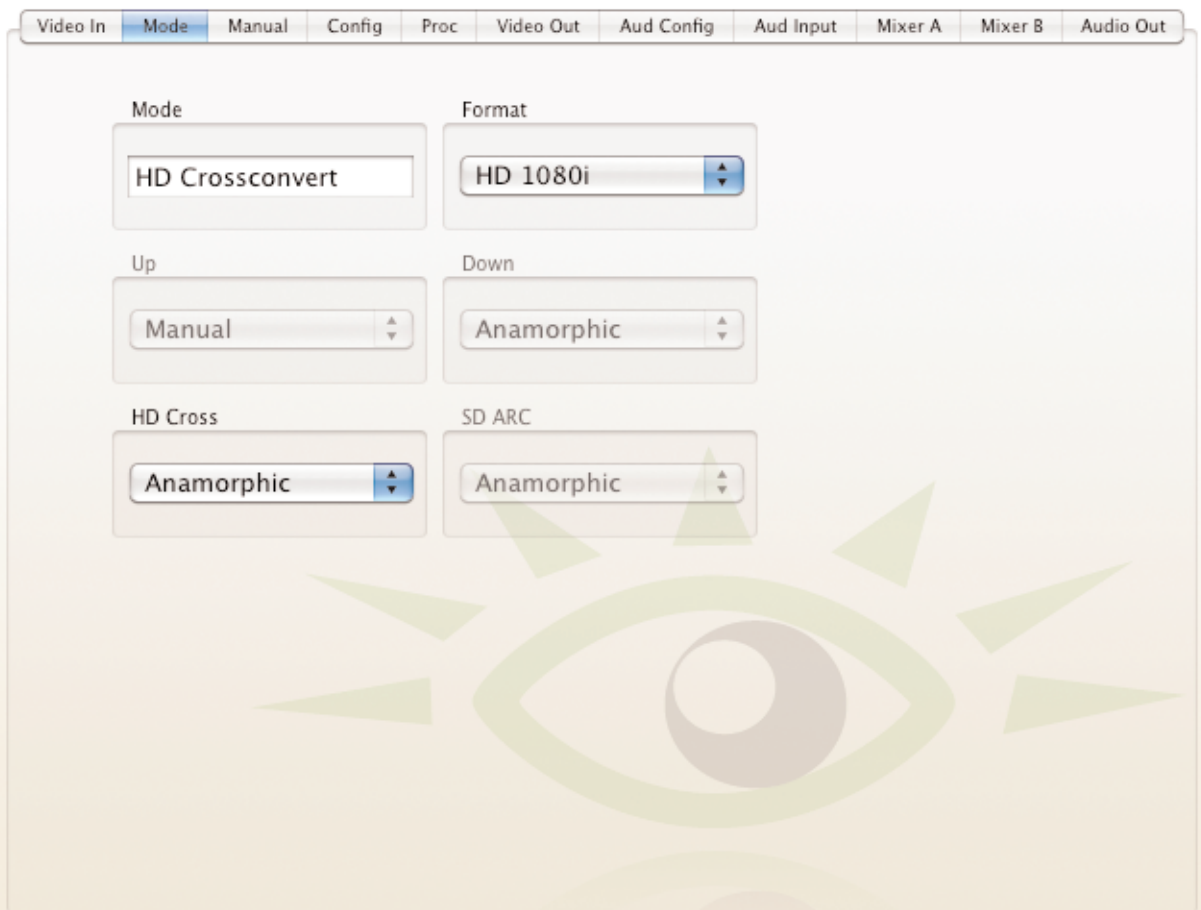 Video In Mode Manual Config Proc Video Out Aud Config Aud Input Mixer A Mixer B Audio Out
Mode Format
HD Crossconvert HD 1080i
Up Down
Manual Anamorphic
HD Cross SD ARC
Anamorphic Anamorphic